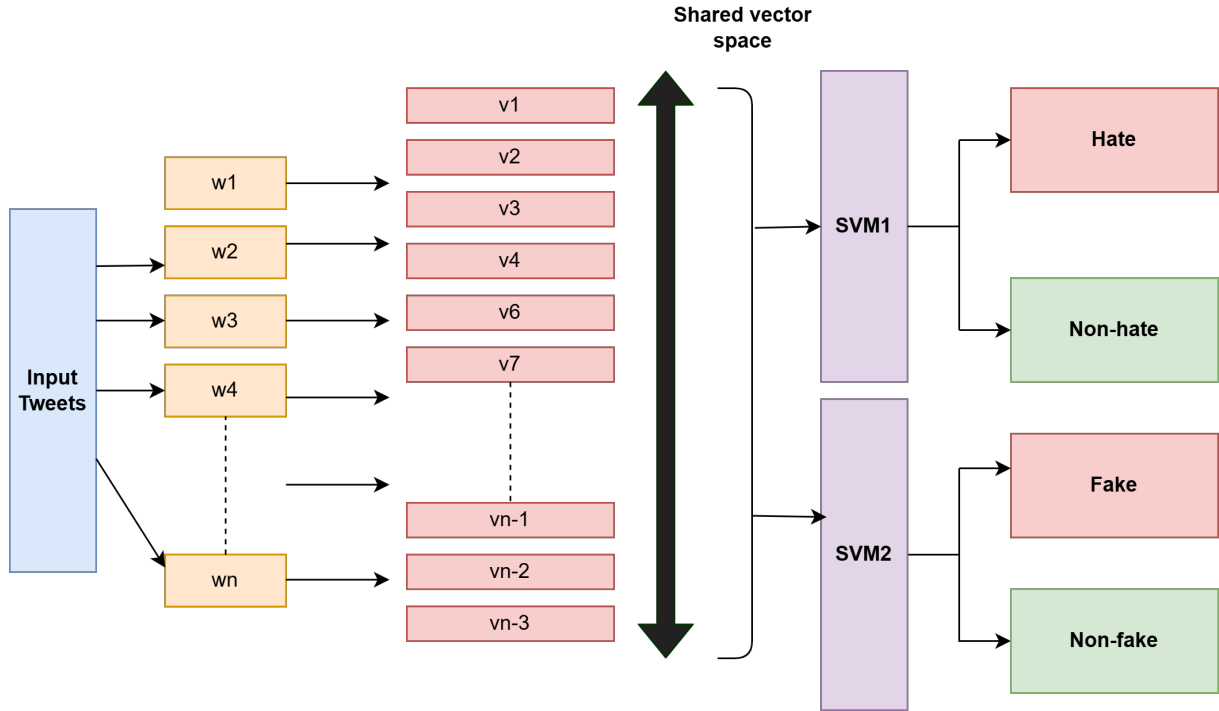 Shared vector
space
Input
Tweets
w1
w2
w3
w4
wn
v1
v2
v3
v4
v6
v7
vn-1
vn-2
vn-3
SVM1
SVM2
Hate
Non-hate
Fake
Non-fake